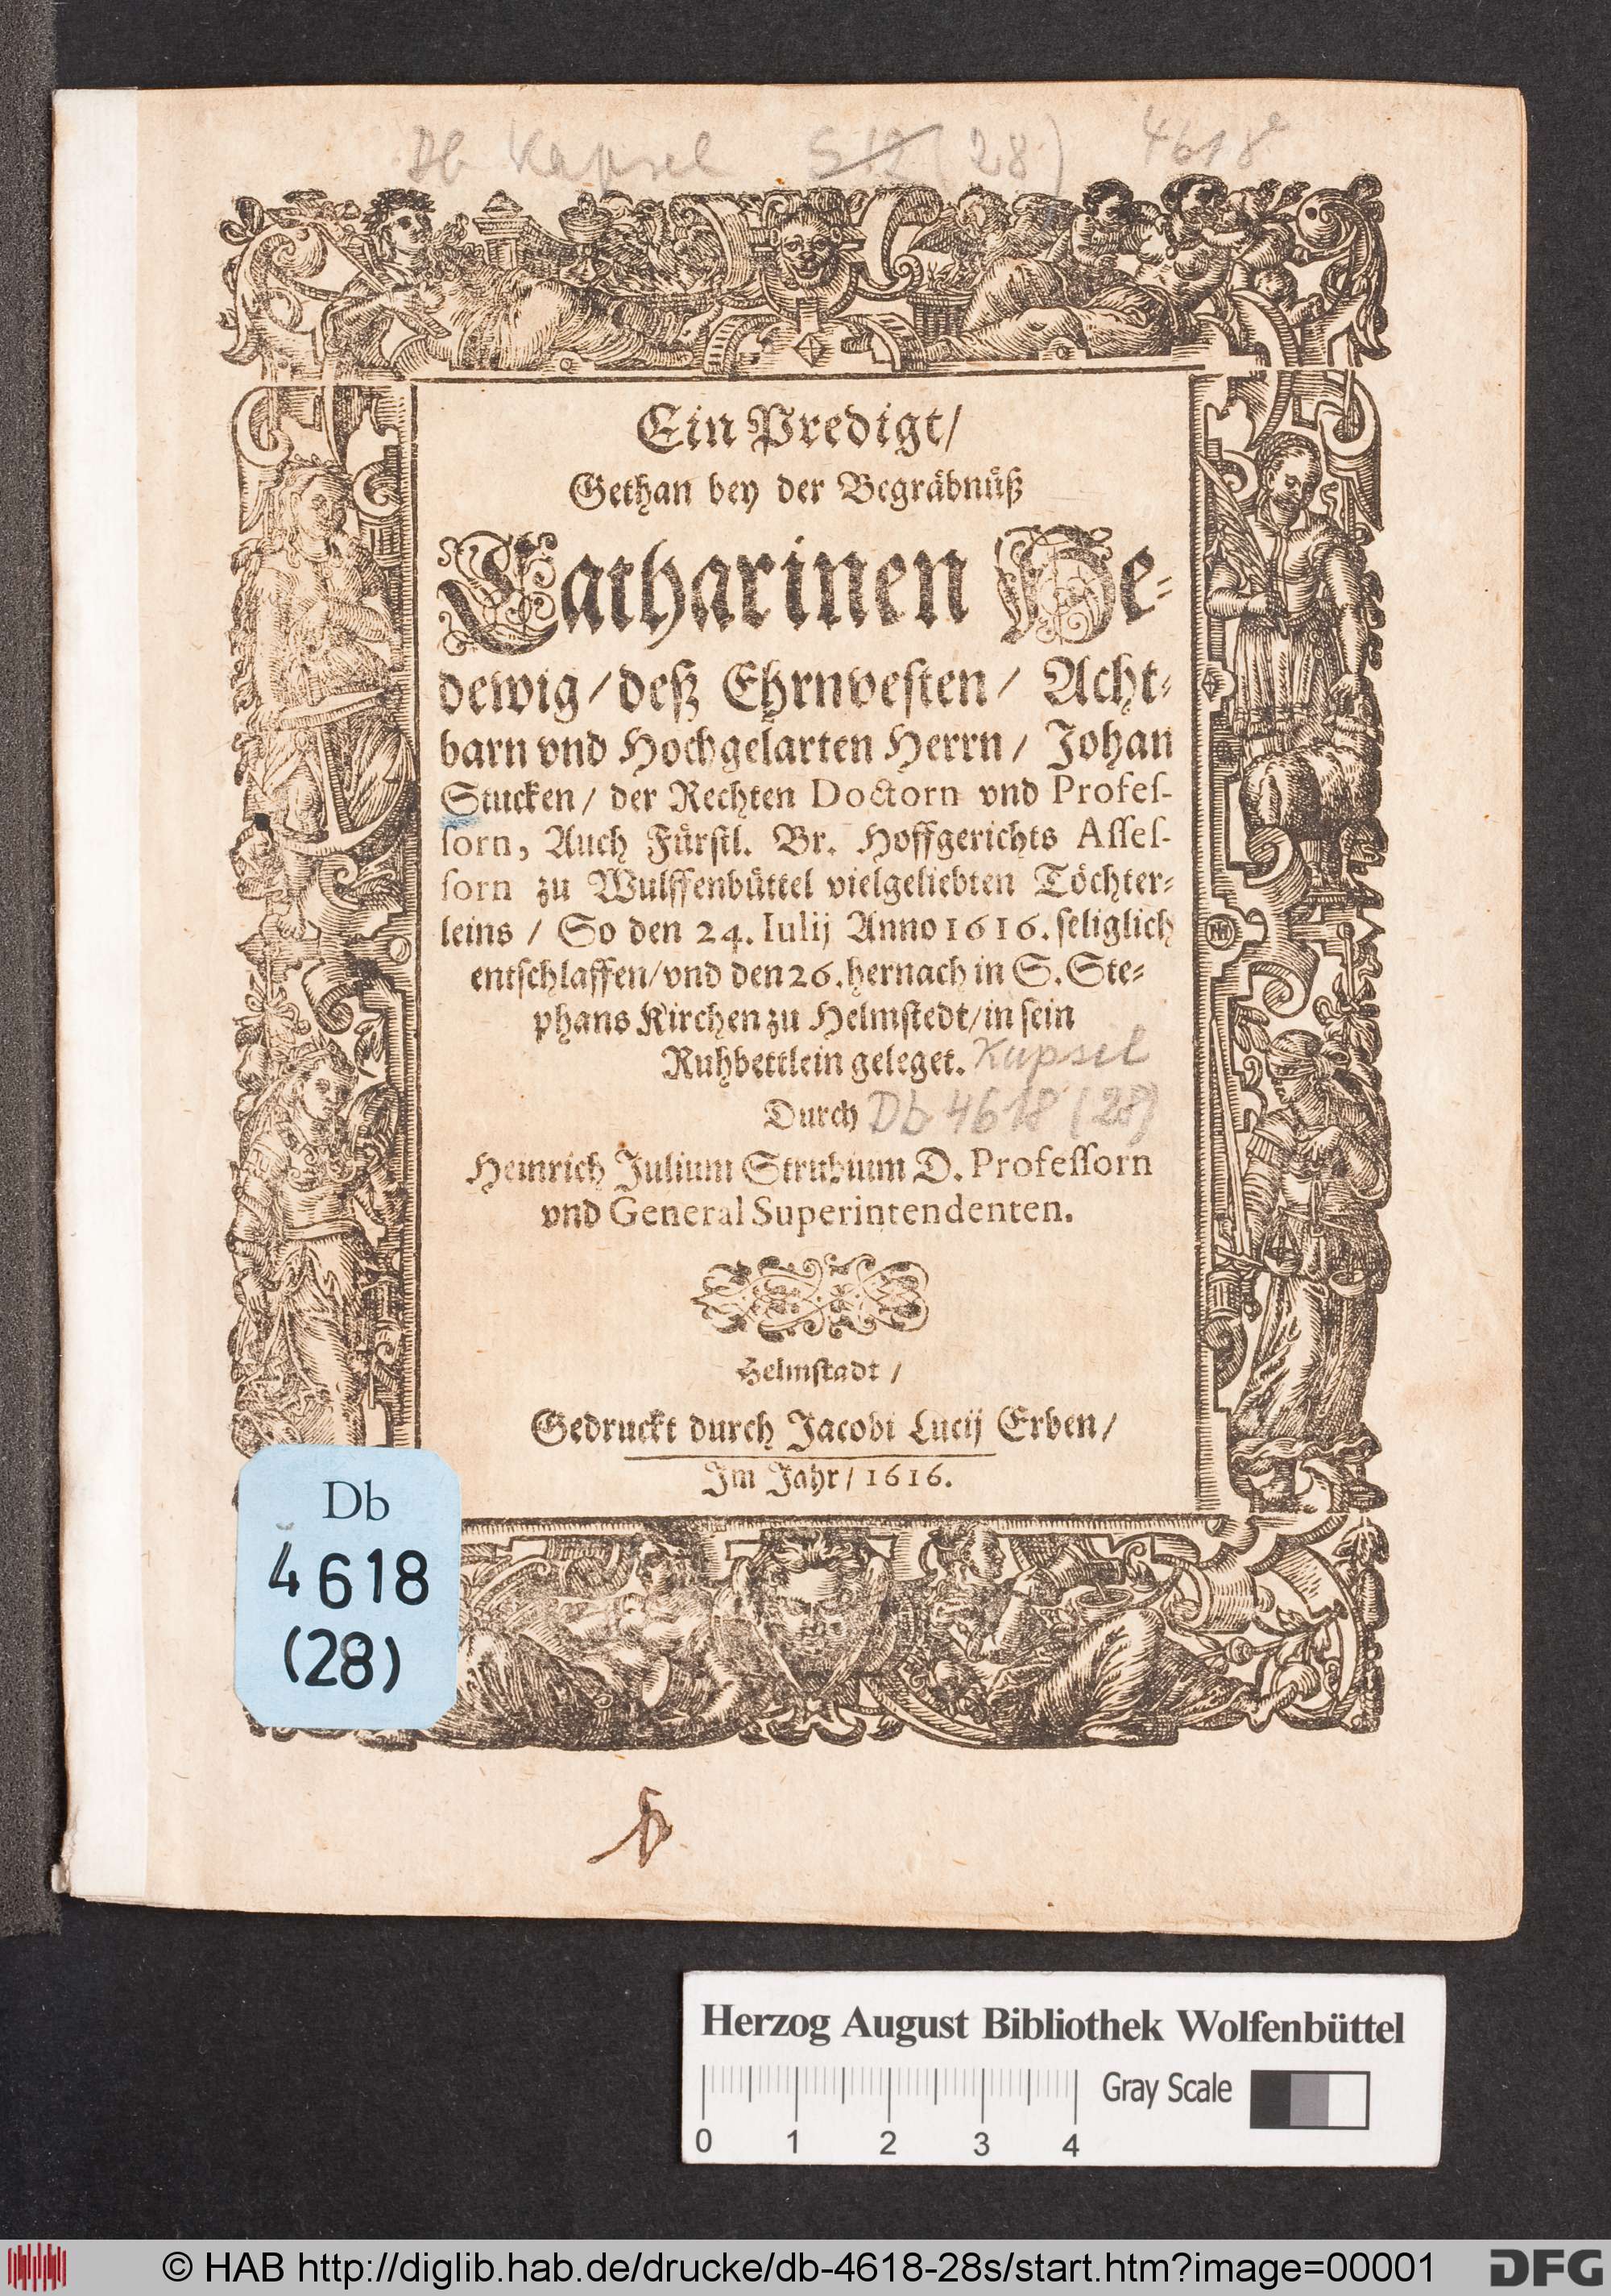 Db Kapsel (28) 4618
Ein Predigt/
Gethan bey der Begräbnüß
Catharinen He-
dewig/ deß Ehrnvesten/ Acht-
barn vnd Hochgelarten Herrn/ Johan
Stucken/ der Rechten Doctorn vnd Profes-
sorn, Auch Fürstl. Br. Hoffgerichts Asses-
sorn zu Wulffenbüttel vielgeliebten Töchter-
leins / So den 24. Iulij Anno 1616. seliglich
entschlaffen/ vnd den 26. hernach in S. Ste-
phans Kirchen zu Helmstedt/ in sein
Ruhbettlein geleget. Kapsel
Durch Db 4618 (28)
Heinrich Julium Strubium D. Professorn
vnd General Superintendenten.
Helmstadt /
Gedruckt durch Jacobi Lucij Erben/
Im Jahr/ 1616.
Db
4618
(28)
Herzog August Bibliothek Wolfenbüttel
Gray Scale
0 1 2 3 4
© HAB http://diglib.hab.de/drucke/db-4618-28s/start.htm?image=00001
DFG